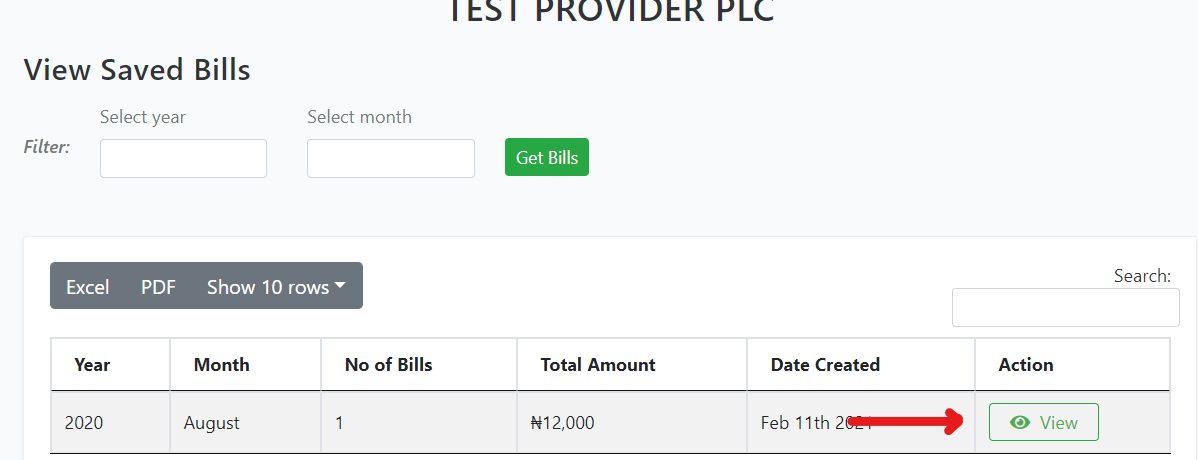 TEST PROVIDER PLC
View Saved Bills
Select year Select month
Filter: Get Bills
Excel PDF Show 10 rows Search:
Year Month No of Bills Total Amount Date Created Action
2020 August 1 ₦12,000 Feb 11th 2021 View